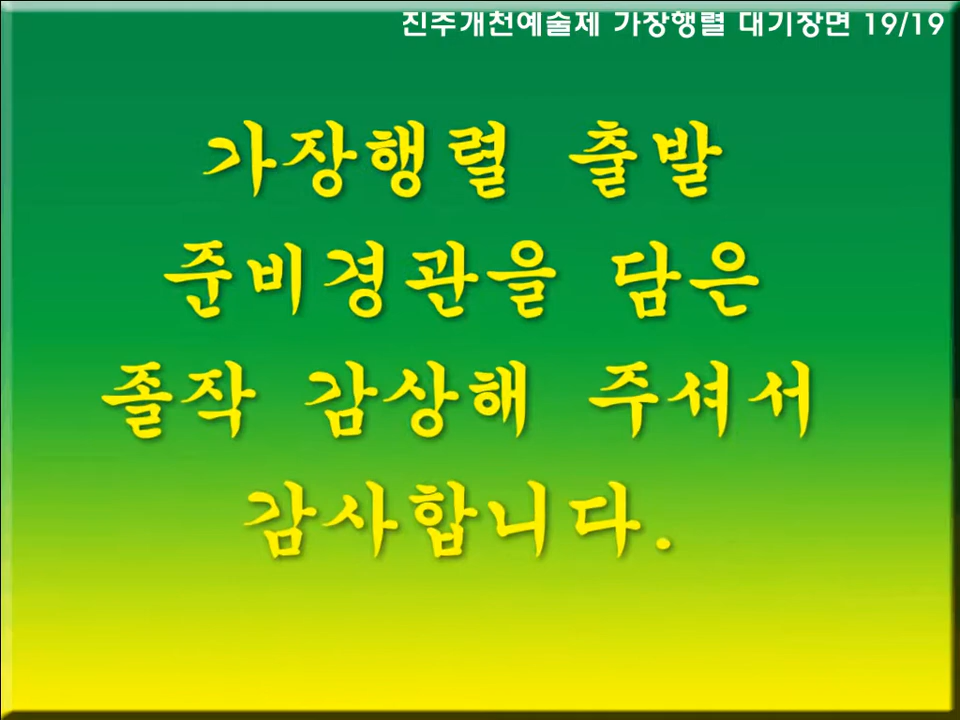 진주개천예술제 가장행렬 대기장면 19/19
가장행렬 출발
준비경관을 담은
졸작 감상해 주셔서
감사합니다.